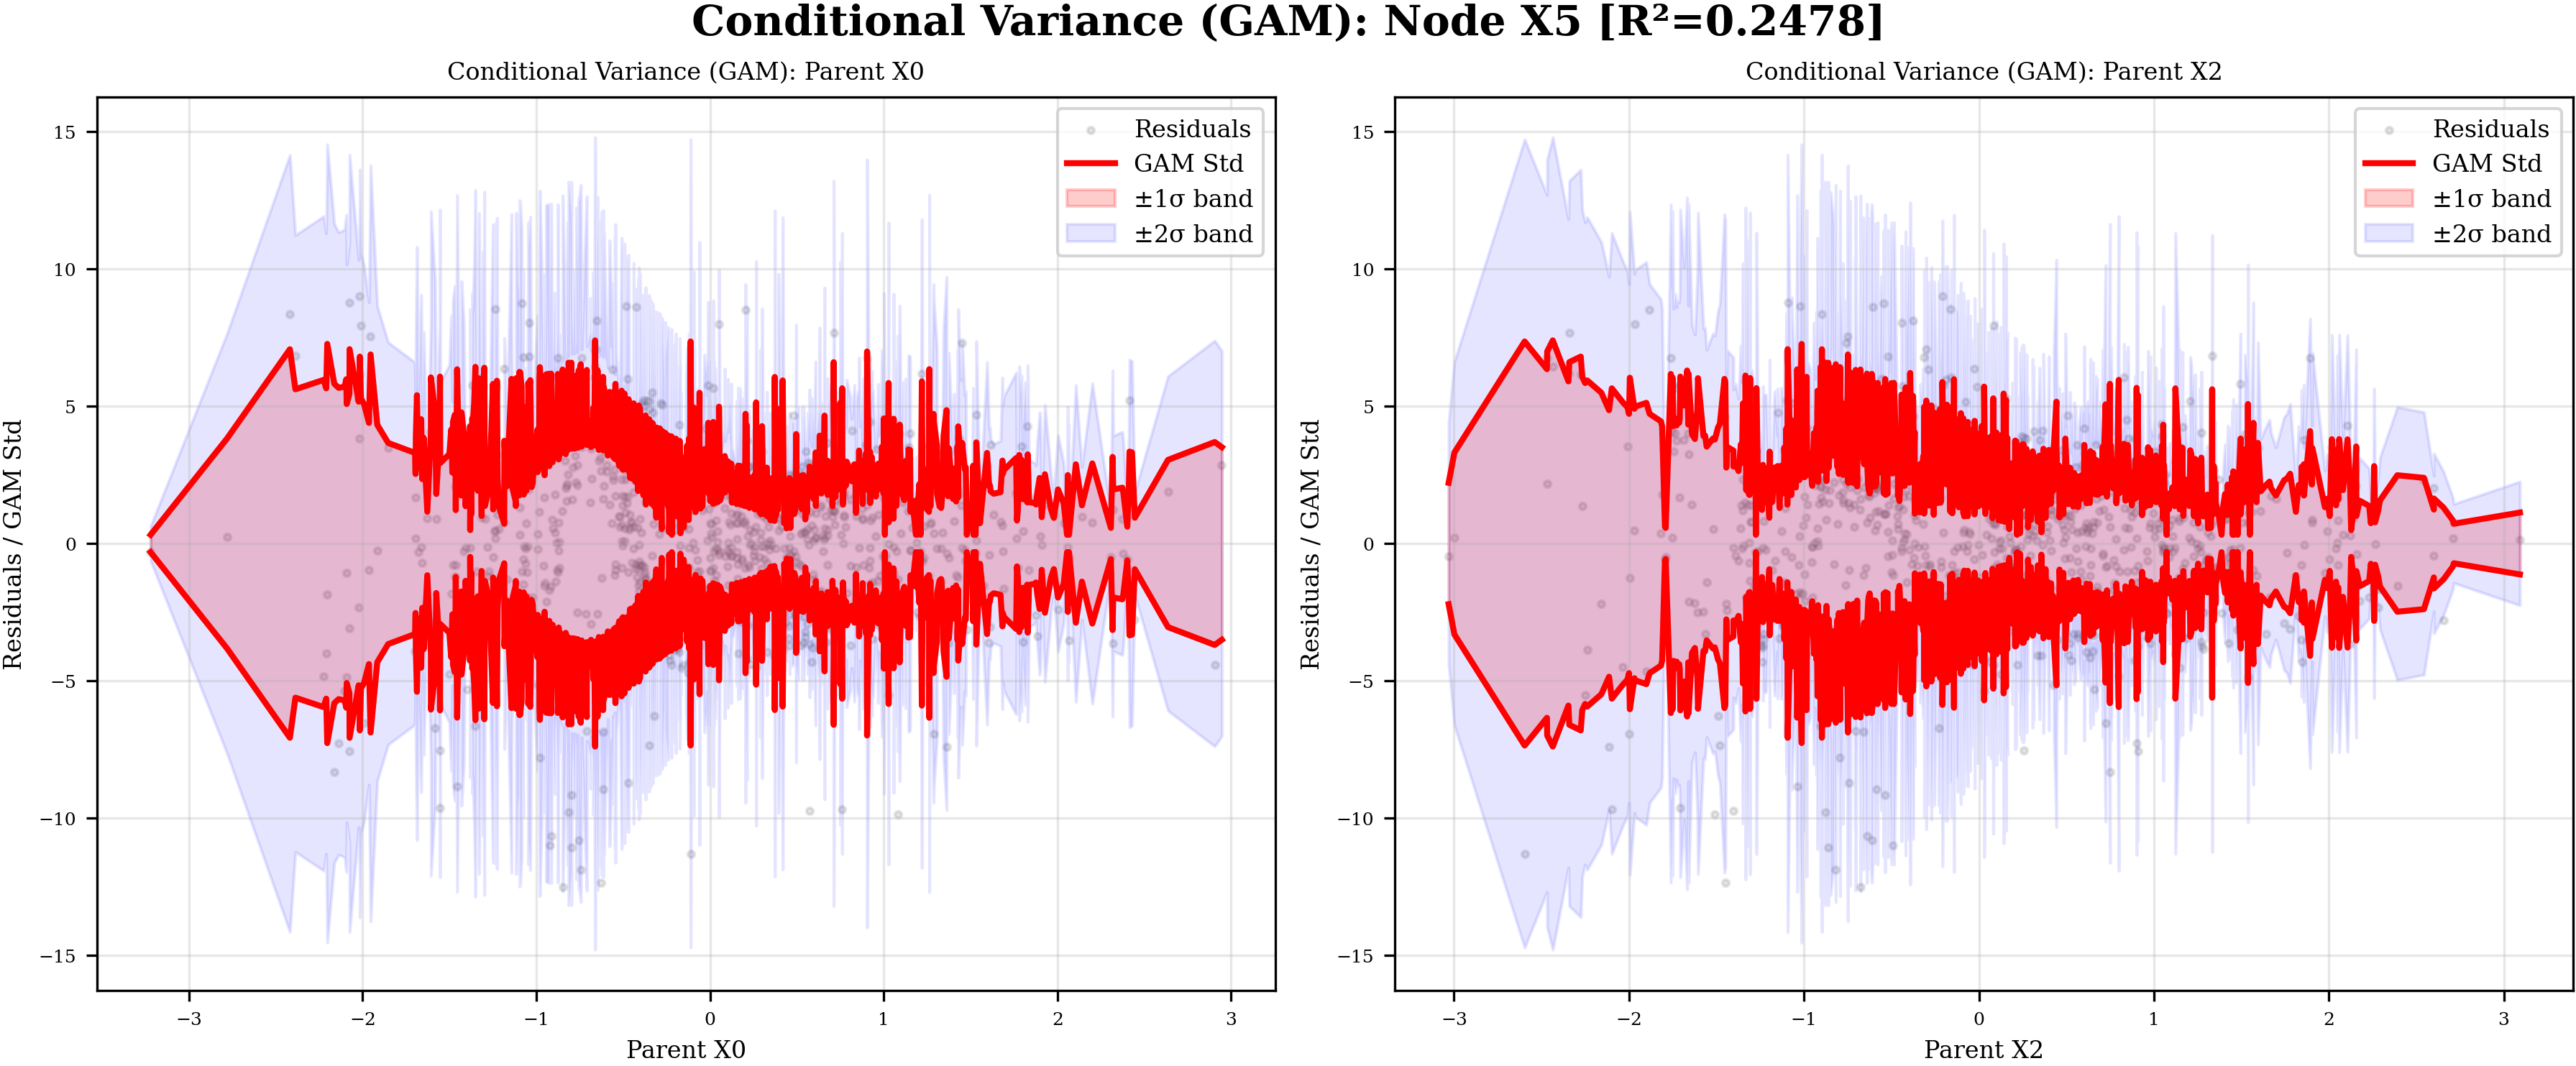 Conditional Variance (GAM): Node X5 [R²=0.2478]
Conditional Variance (GAM): Parent X0
Residuals / GAM Std
15
10
5
0
−5
−10
−15
Residuals
GAM Std
±1σ band
±2σ band
−3
−2
−1
0
1
2
3
Parent X0
Conditional Variance (GAM): Parent X2
Residuals / GAM Std
15
10
5
0
−5
−10
−15
Residuals
GAM Std
±1σ band
±2σ band
−3
−2
−1
0
1
2
3
Parent X2